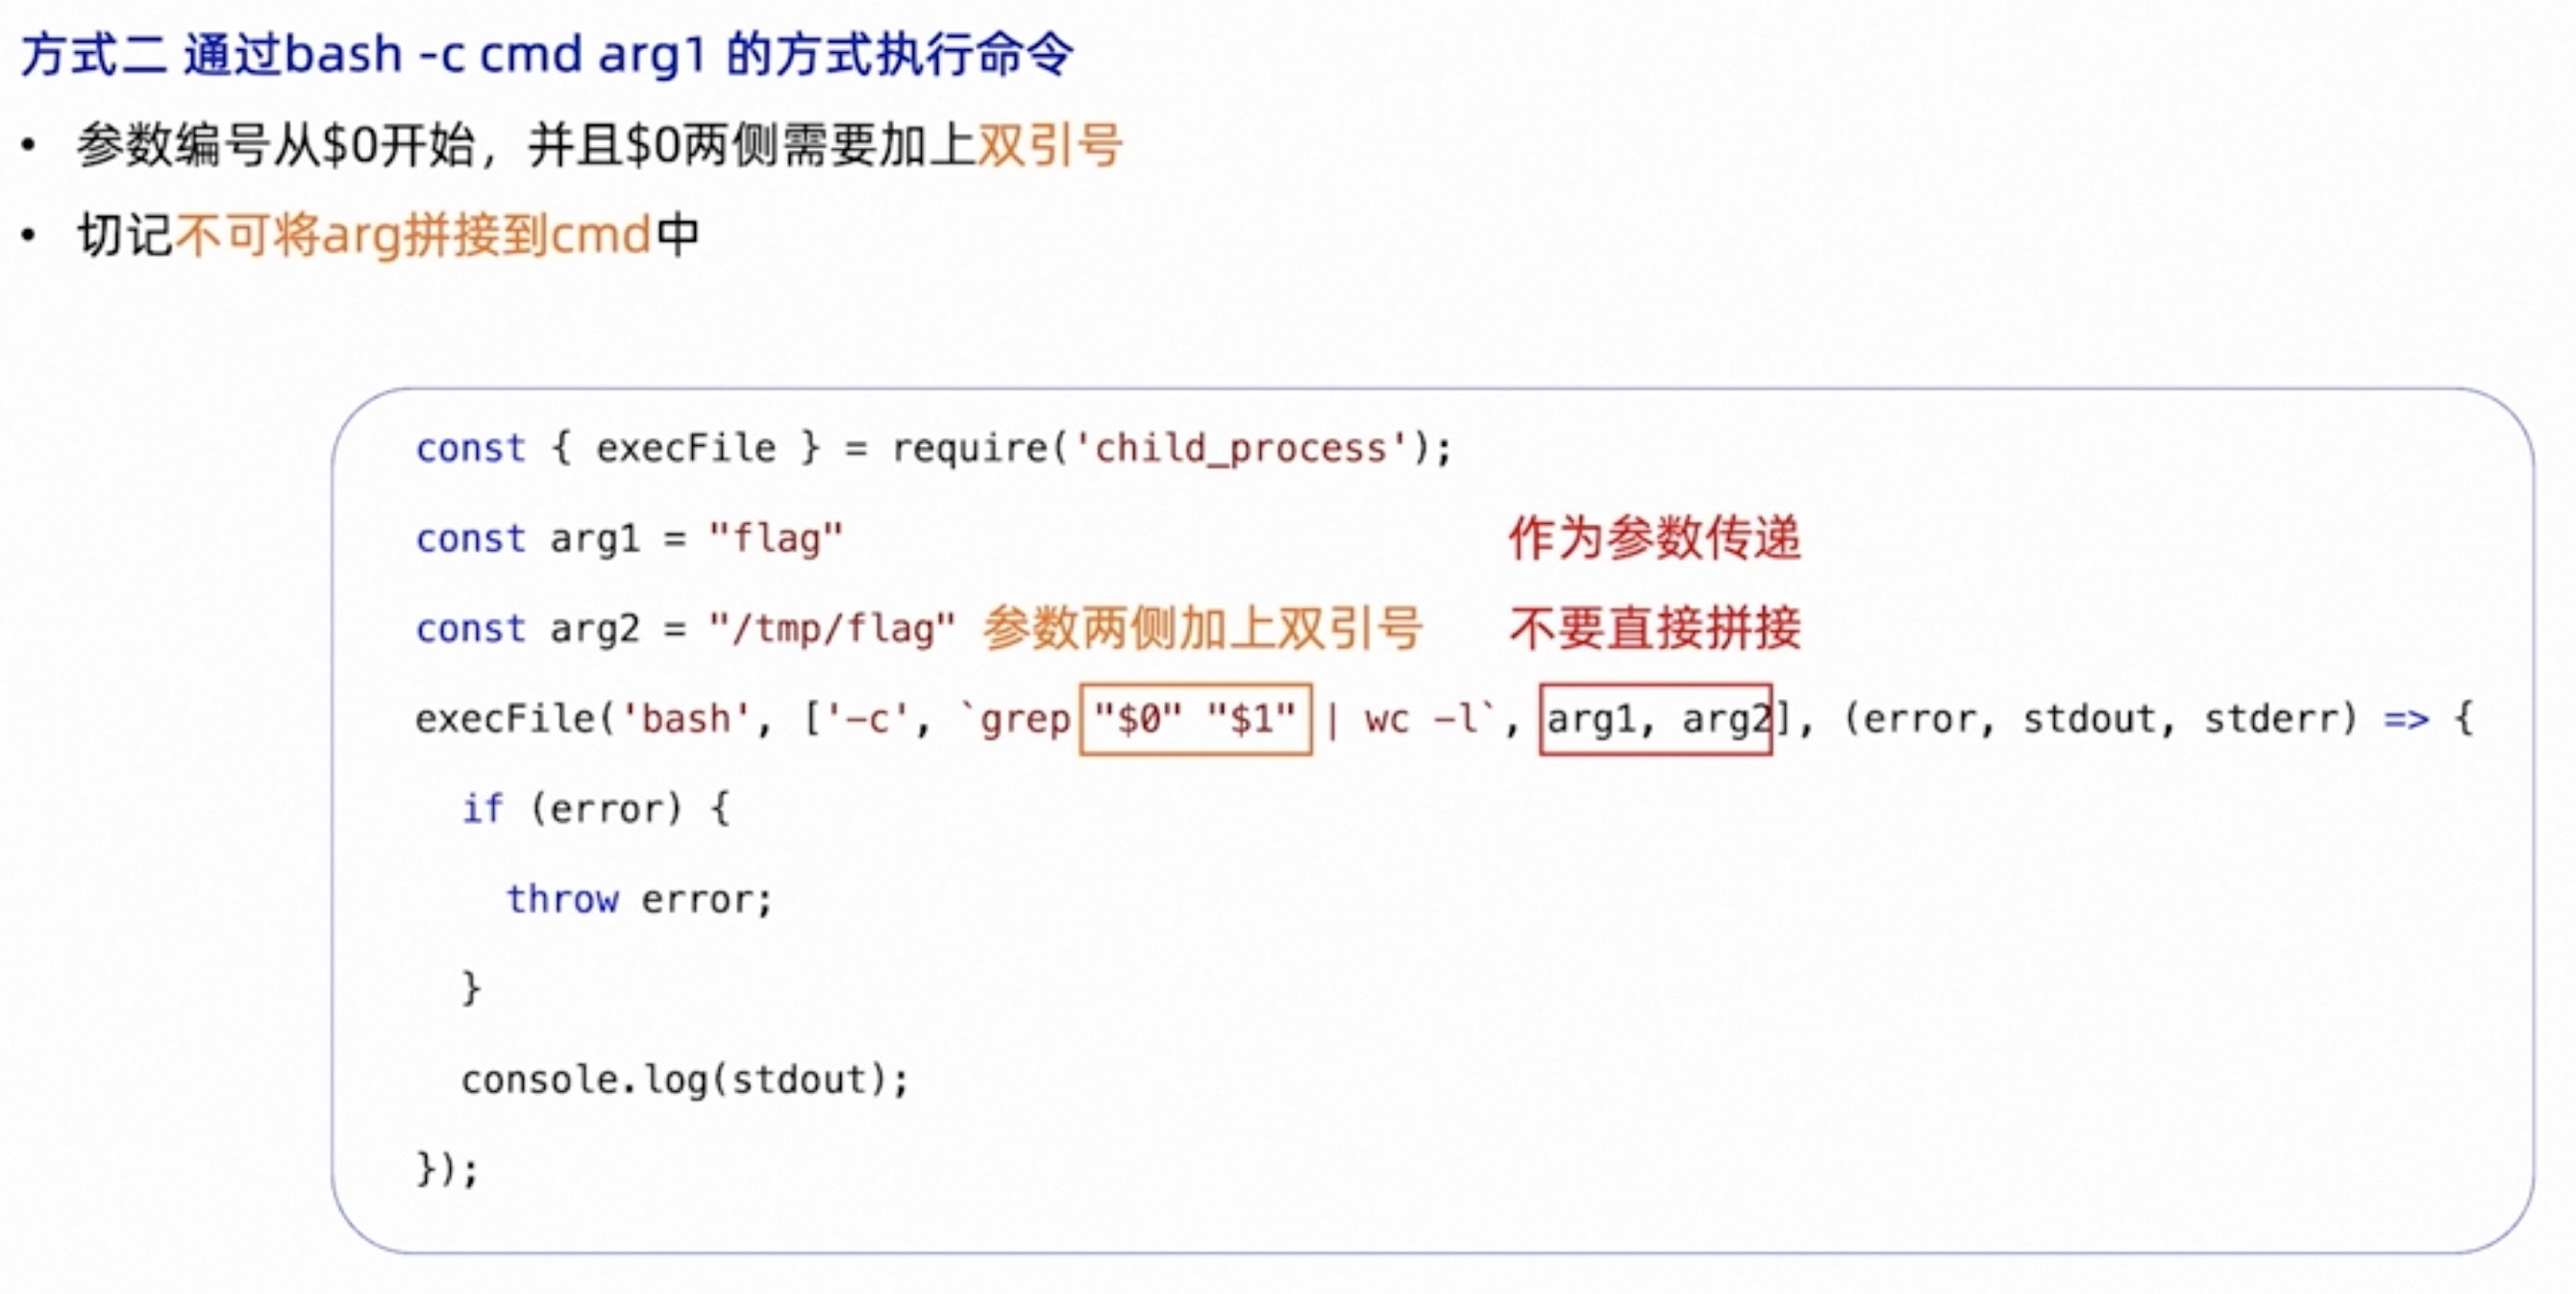 方式二 通过bash -c cmd arg1 的方式执行命令
• 参数编号从$0开始，并且$0两侧需要加上双引号
• 切记不可将arg拼接到cmd中
const { execFile } = require('child_process');
const arg1 = "flag" 作为参数传递
const arg2 = "/tmp/flag" 参数两侧加上双引号 不要直接拼接
execFile('bash', ['-c', `grep "$0" "$1" | wc -l`, arg1, arg2], (error, stdout, stderr) => {
if (error) {
throw error;
}
console.log(stdout);
});